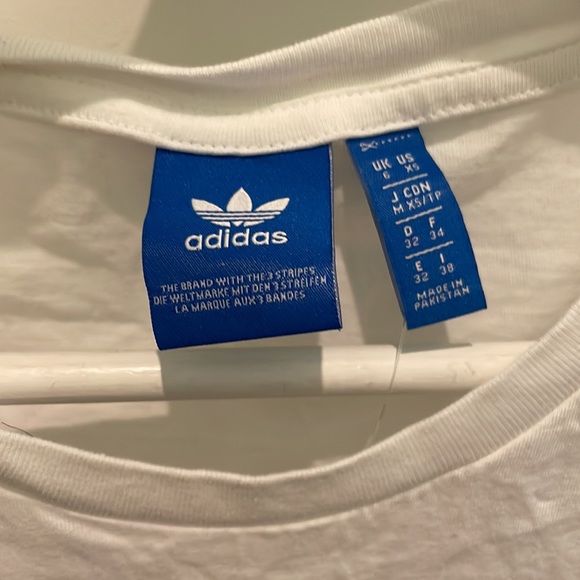 adidas
THE BRAND WITH THE 3 STRIPES
DIE WELTMARKE MIT DEN 3 STREIFEN
LA MARQUE AUX 3 BANDES
UK US
6 XS
J CDN
M XS/TP
D F
32 34
E I
32 38
MADE IN
PAKISTAN